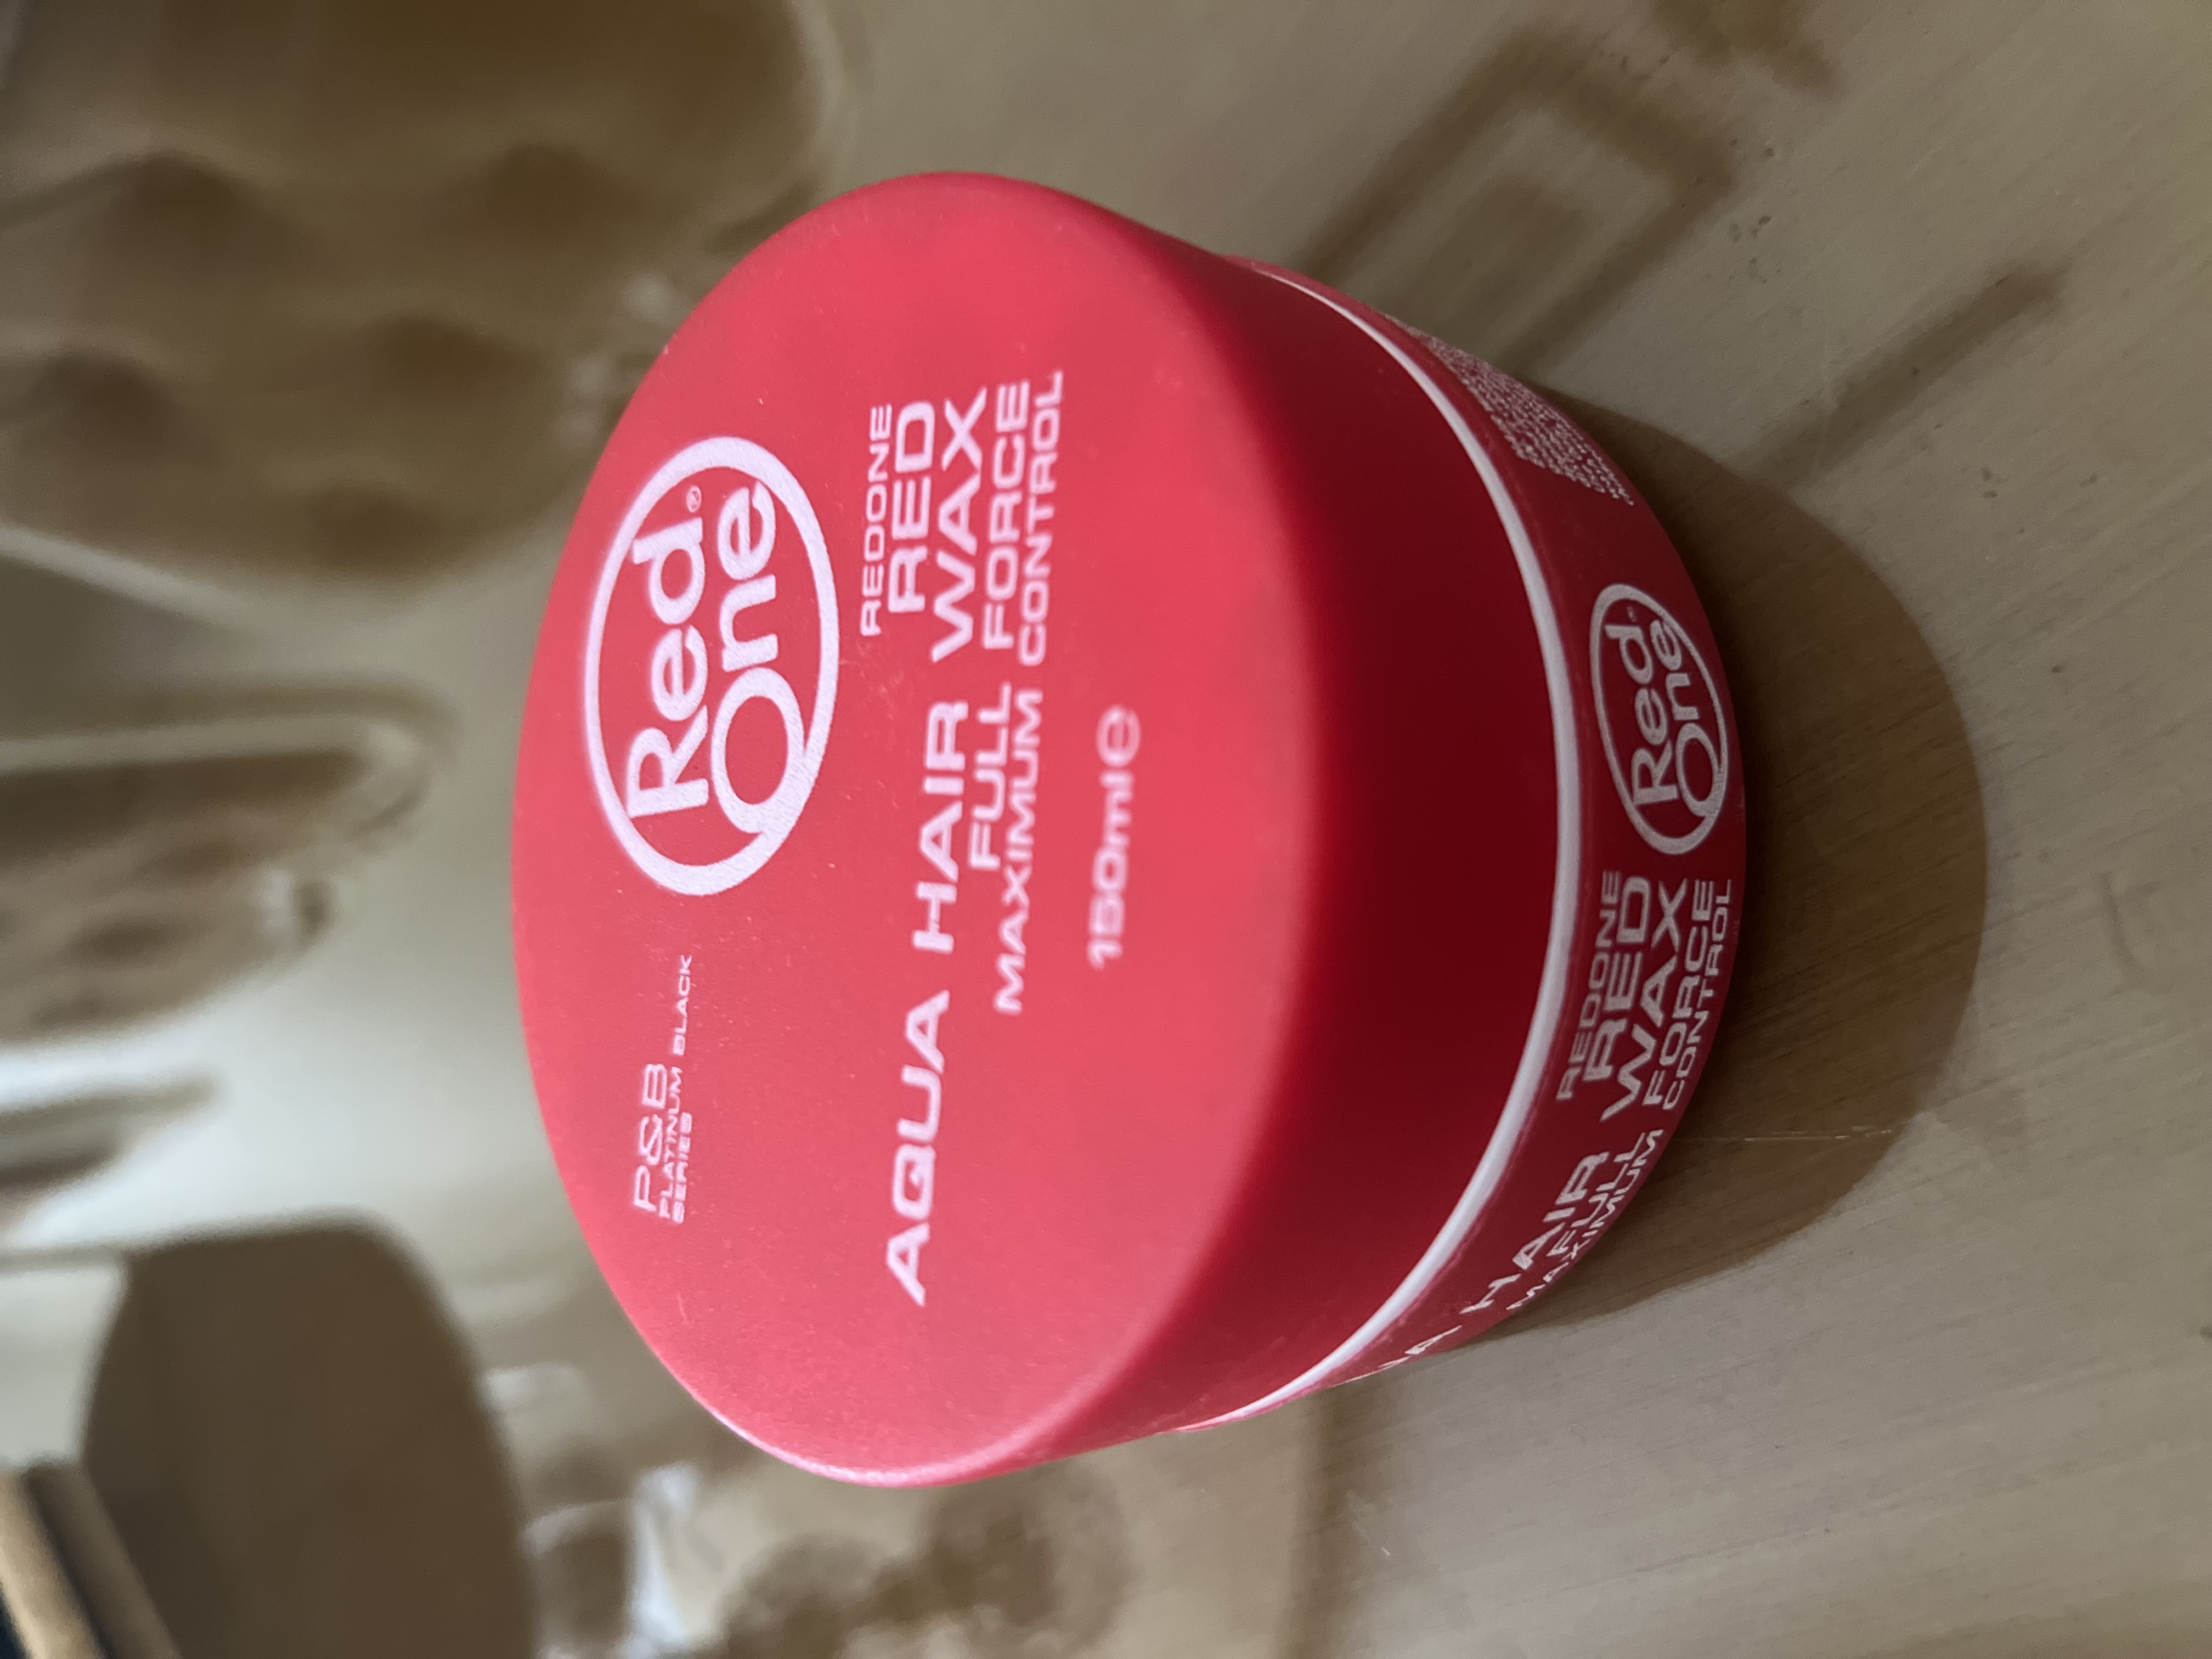 P&B
PLATINUM BLACK
SERIES
Red®
One
REDONE
RED
AQUA HAIR WAX
FULL FORCE
MAXIMUM CONTROL
150ml e
Red
One
REDONE
RED
HAIR WAX
FULL FORCE
MAXIMUM CONTROL